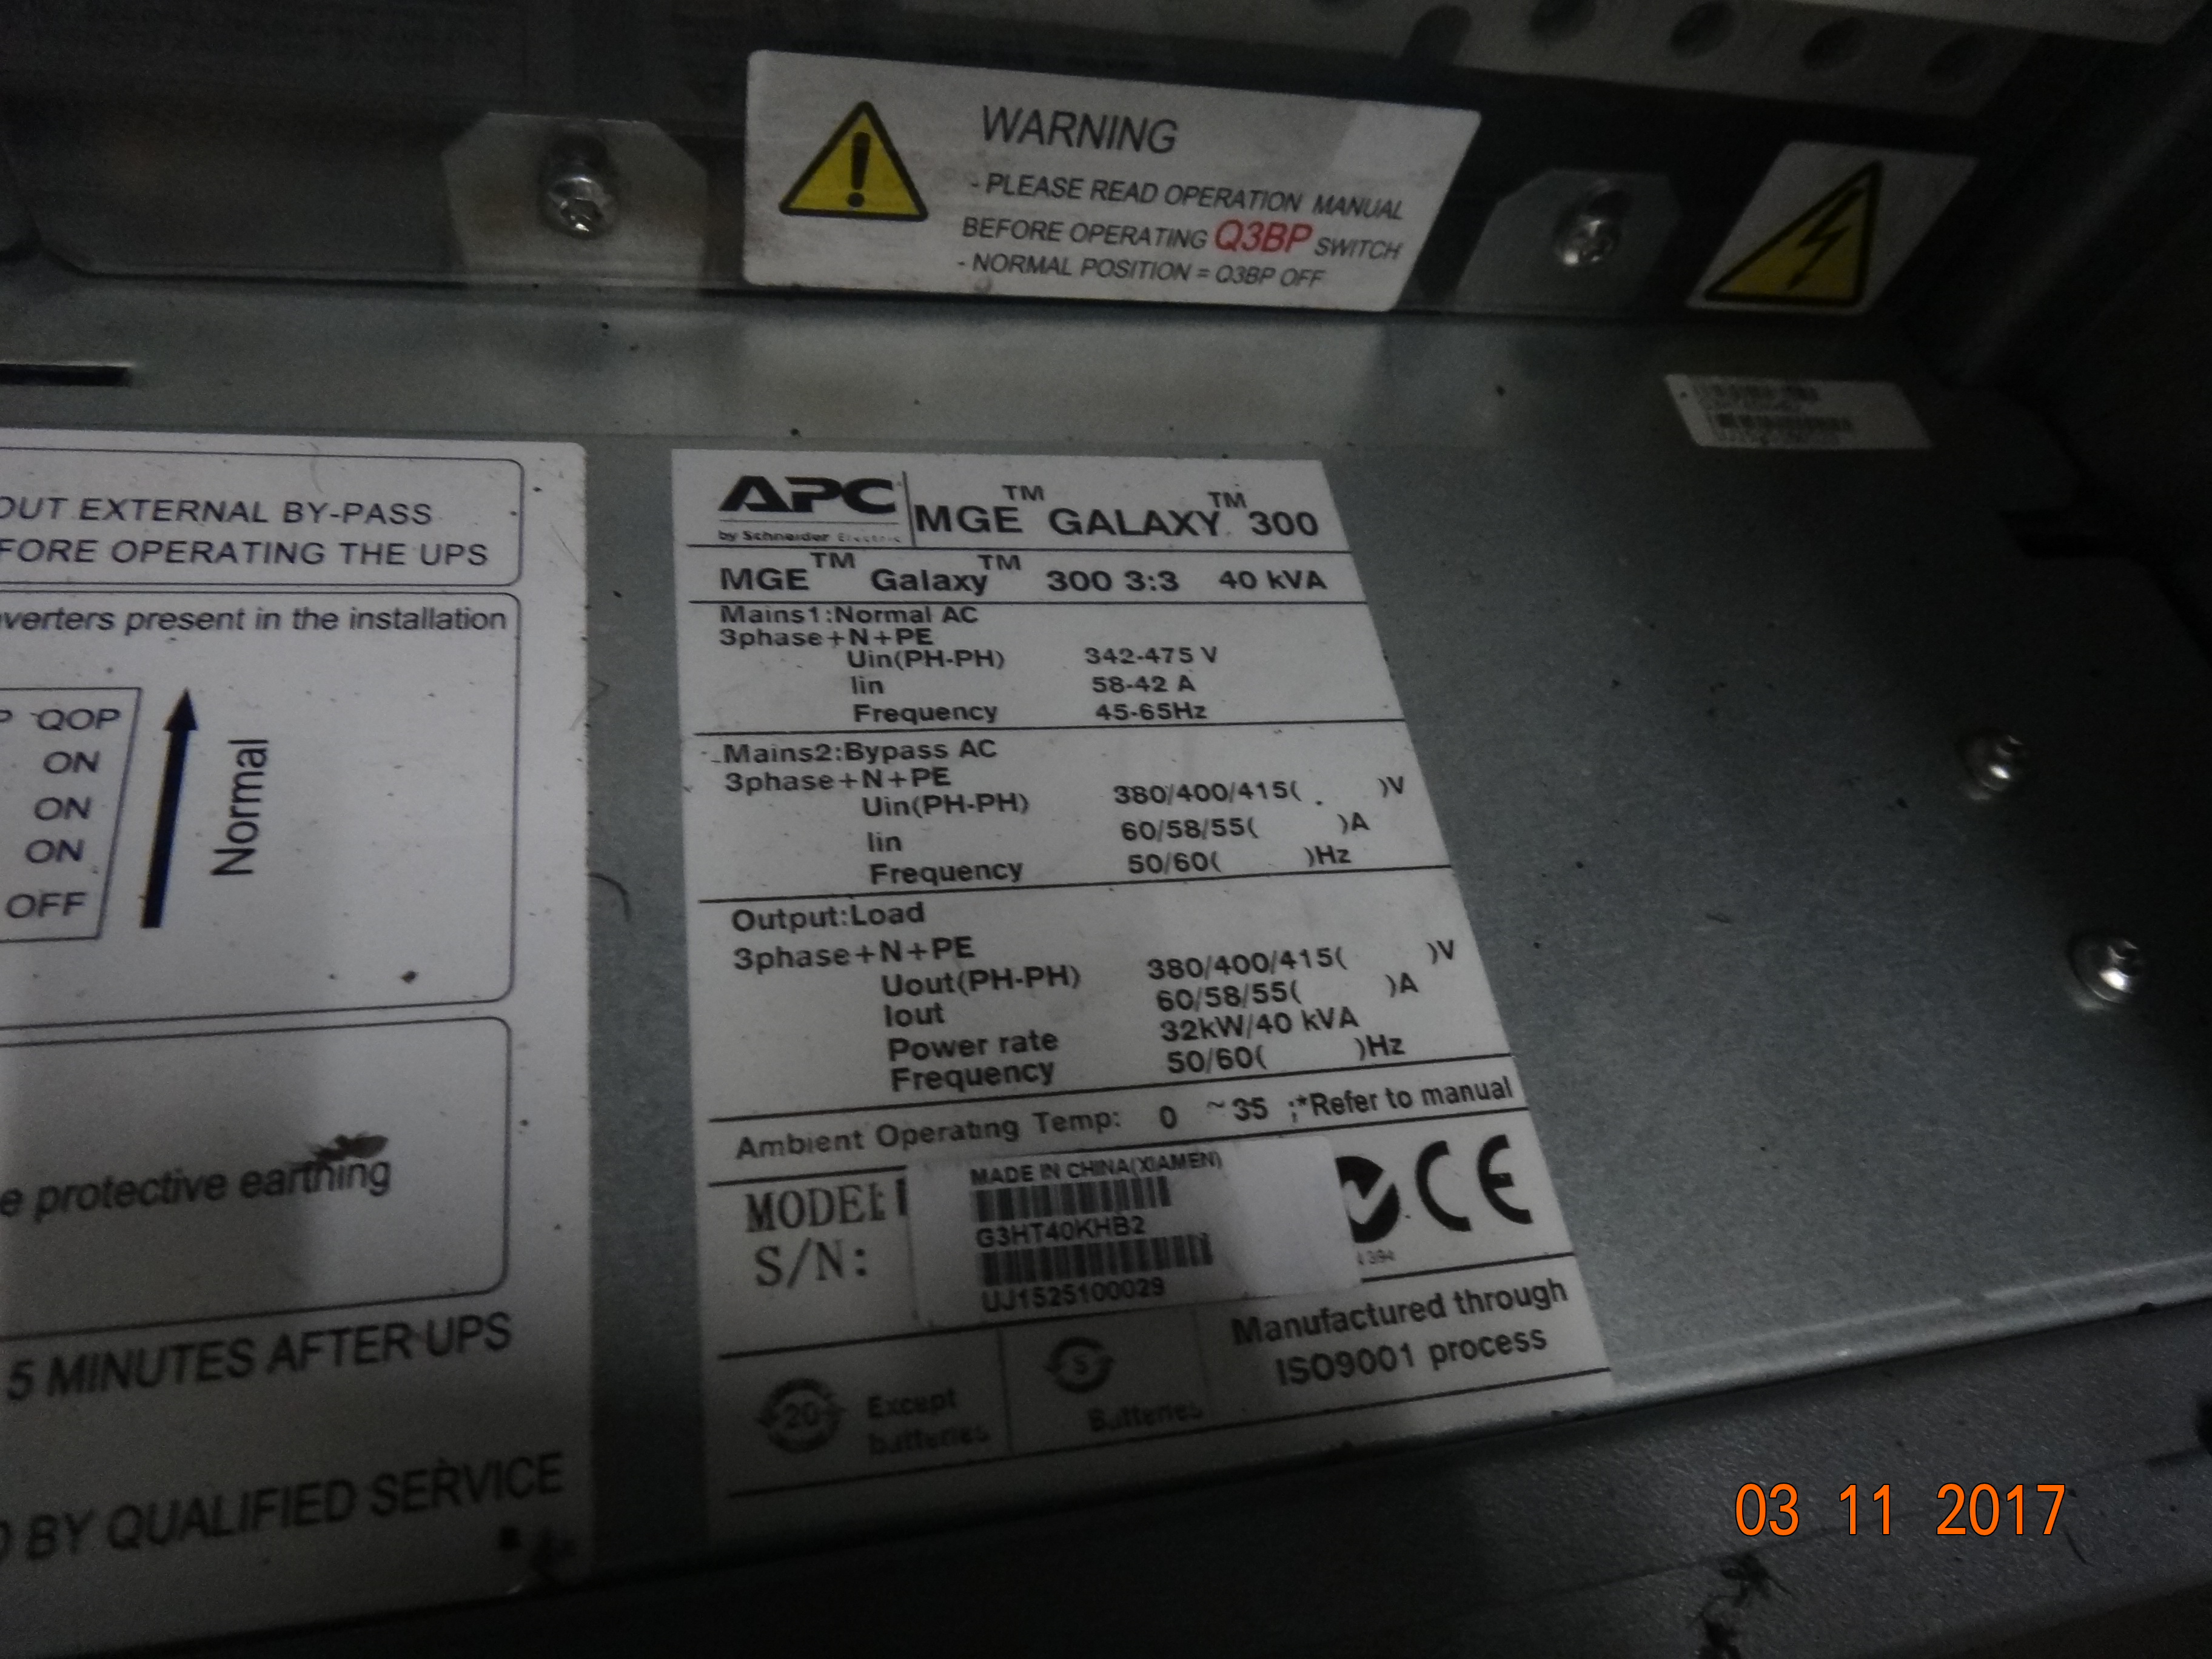 WARNING
- PLEASE READ OPERATION MANUAL
BEFORE OPERATING Q3BP SWITCH
- NORMAL POSITION = Q3BP OFF
OUT EXTERNAL BY-PASS
FORE OPERATING THE UPS
verters present in the installation
P QOP
ON
ON
ON
OFF
Normal
e protective earthing
5 MINUTES AFTER UPS
D BY QUALIFIED SERVICE
APC
by Schneider Electric
MGE™ GALAXY™ 300
MGE™ Galaxy™ 300 3:3 40 kVA
Mains1:Normal AC
3phase+N+PE
Uin(PH-PH) 342-475 V
Iin 58-42 A
Frequency 45-65Hz
Mains2:Bypass AC
3phase+N+PE
Uin(PH-PH) 380/400/415( )V
Iin 60/58/55( )A
Frequency 50/60( )Hz
Output:Load
3phase+N+PE
Uout(PH-PH) 380/400/415( )V
Iout 60/58/55( )A
Power rate 32kW/40 kVA
Frequency 50/60( )Hz
Ambient Operating Temp: 0 ~35 ;*Refer to manual
MODEL:
S/N:
MADE IN CHINA(XIAMEN)
G3HT40KHB2
UJ1525100029
CE
20
Except
batteries
5
Batteries
Manufactured through
ISO9001 process
03 11 2017